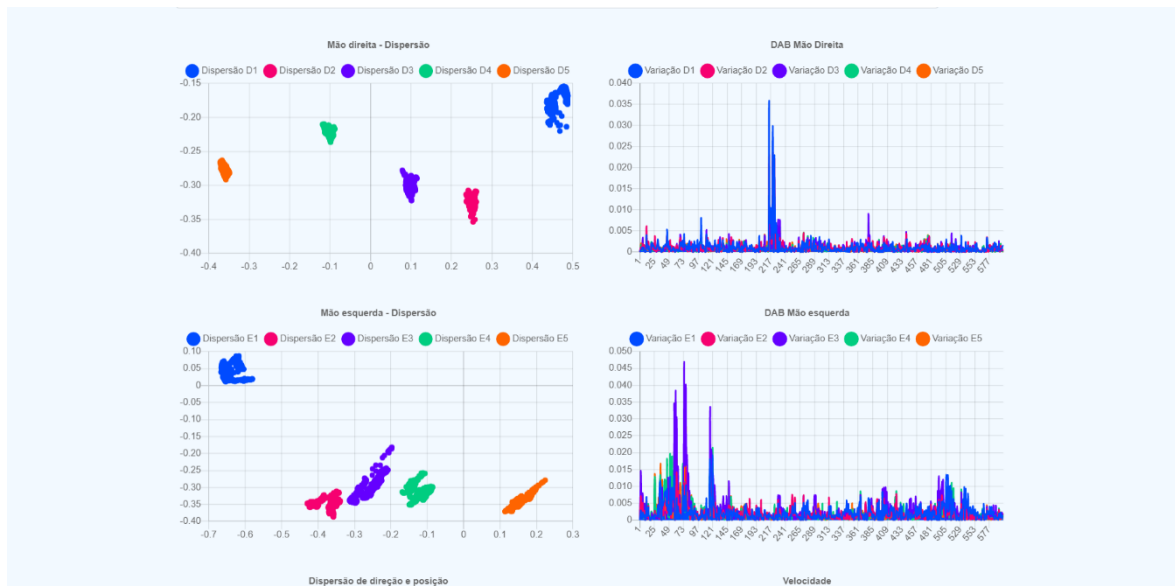 Mão direita - Dispersão
Dispersão D1 Dispersão D2 Dispersão D3 Dispersão D4 Dispersão D5
-0.15
-0.20
-0.25
-0.30
-0.35
-0.40
-0.4 -0.3 -0.2 -0.1 0 0.1 0.2 0.3 0.4 0.5
DAB Mão Direita
Variação D1 Variação D2 Variação D3 Variação D4 Variação D5
0.040
0.035
0.030
0.025
0.020
0.015
0.010
0.005
0
1 25 49 73 97 121 145 169 193 217 241 265 289 313 337 361 385 409 433 457 481 505 529 553 577
Mão esquerda - Dispersão
Dispersão E1 Dispersão E2 Dispersão E3 Dispersão E4 Dispersão E5
0.10
0.05
0
-0.05
-0.10
-0.15
-0.20
-0.25
-0.30
-0.35
-0.40
-0.7 -0.6 -0.5 -0.4 -0.3 -0.2 -0.1 0 0.1 0.2 0.3
DAB Mão esquerda
Variação E1 Variação E2 Variação E3 Variação E4 Variação E5
0.050
0.045
0.040
0.035
0.030
0.025
0.020
0.015
0.010
0.005
0
1 25 49 73 97 121 145 169 193 217 241 265 289 313 337 361 385 409 433 457 481 505 529 553 577
Dispersão de direção e posição
Velocidade